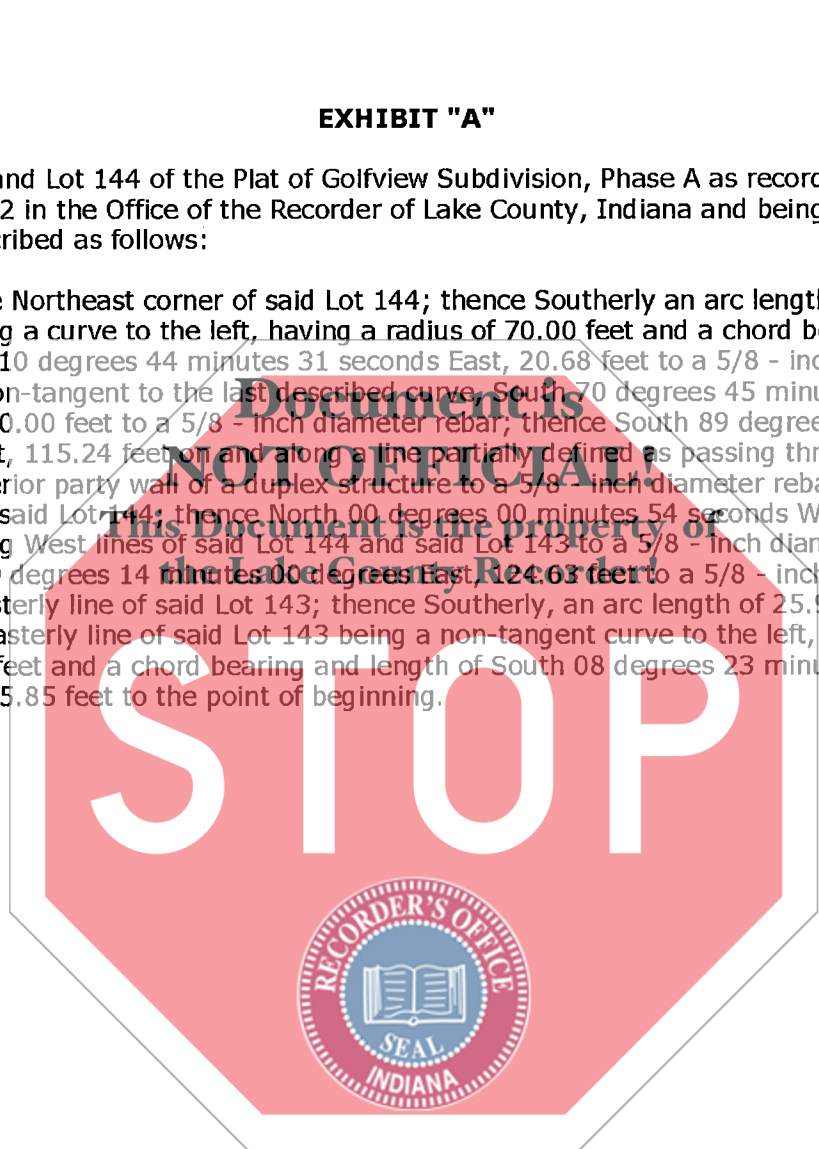 EXHIBIT "A"
and Lot 144 of the Plat of Golfview Subdivision, Phase A as record
2 in the Office of the Recorder of Lake County, Indiana and being
cribed as follows:
e Northeast corner of said Lot 144; thence Southerly an arc length
g a curve to the left, having a radius of 70.00 feet and a chord be
10 degrees 44 minutes 31 seconds East, 20.68 feet to a 5/8 - inc
on-tangent to the last described curve, South 70 degrees 45 minu
Document is
0.00 feet to a 5/8 - inch diameter rebar; thence South 89 degree
t, 115.24 feet on and along a line partially defined as passing thr
NOT OFFICIAL!
erior party wall of a duplex structure to a 5/8 - inch diameter reba
said Lot 144; thence North 00 degrees 00 minutes 54 seconds W
This Document is the property of
g West lines of said Lot 144 and said Lot 143 to a 5/8 - inch diam
degrees 14 minutes 00 degrees East, 124.63 feet to a 5/8 - inch
the Lake County Recorder!
terly line of said Lot 143; thence Southerly, an arc length of 25.9
asterly line of said Lot 143 being a non-tangent curve to the left,
feet and a chord bearing and length of South 08 degrees 23 minu
5.85 feet to the point of beginning.
STOP
RECORDER'S OFFICE
SEAL
INDIANA